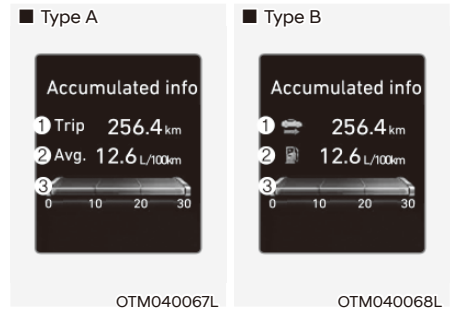 ■ Type A
Accumulated info
1 Trip 256.4 km
2 Avg. 12.6 L/100km
3
0 10 20 30
OTM040067L
■ Type B
Accumulated info
1 256.4 km
2 12.6 L/100km
3
0 10 20 30
OTM040068L